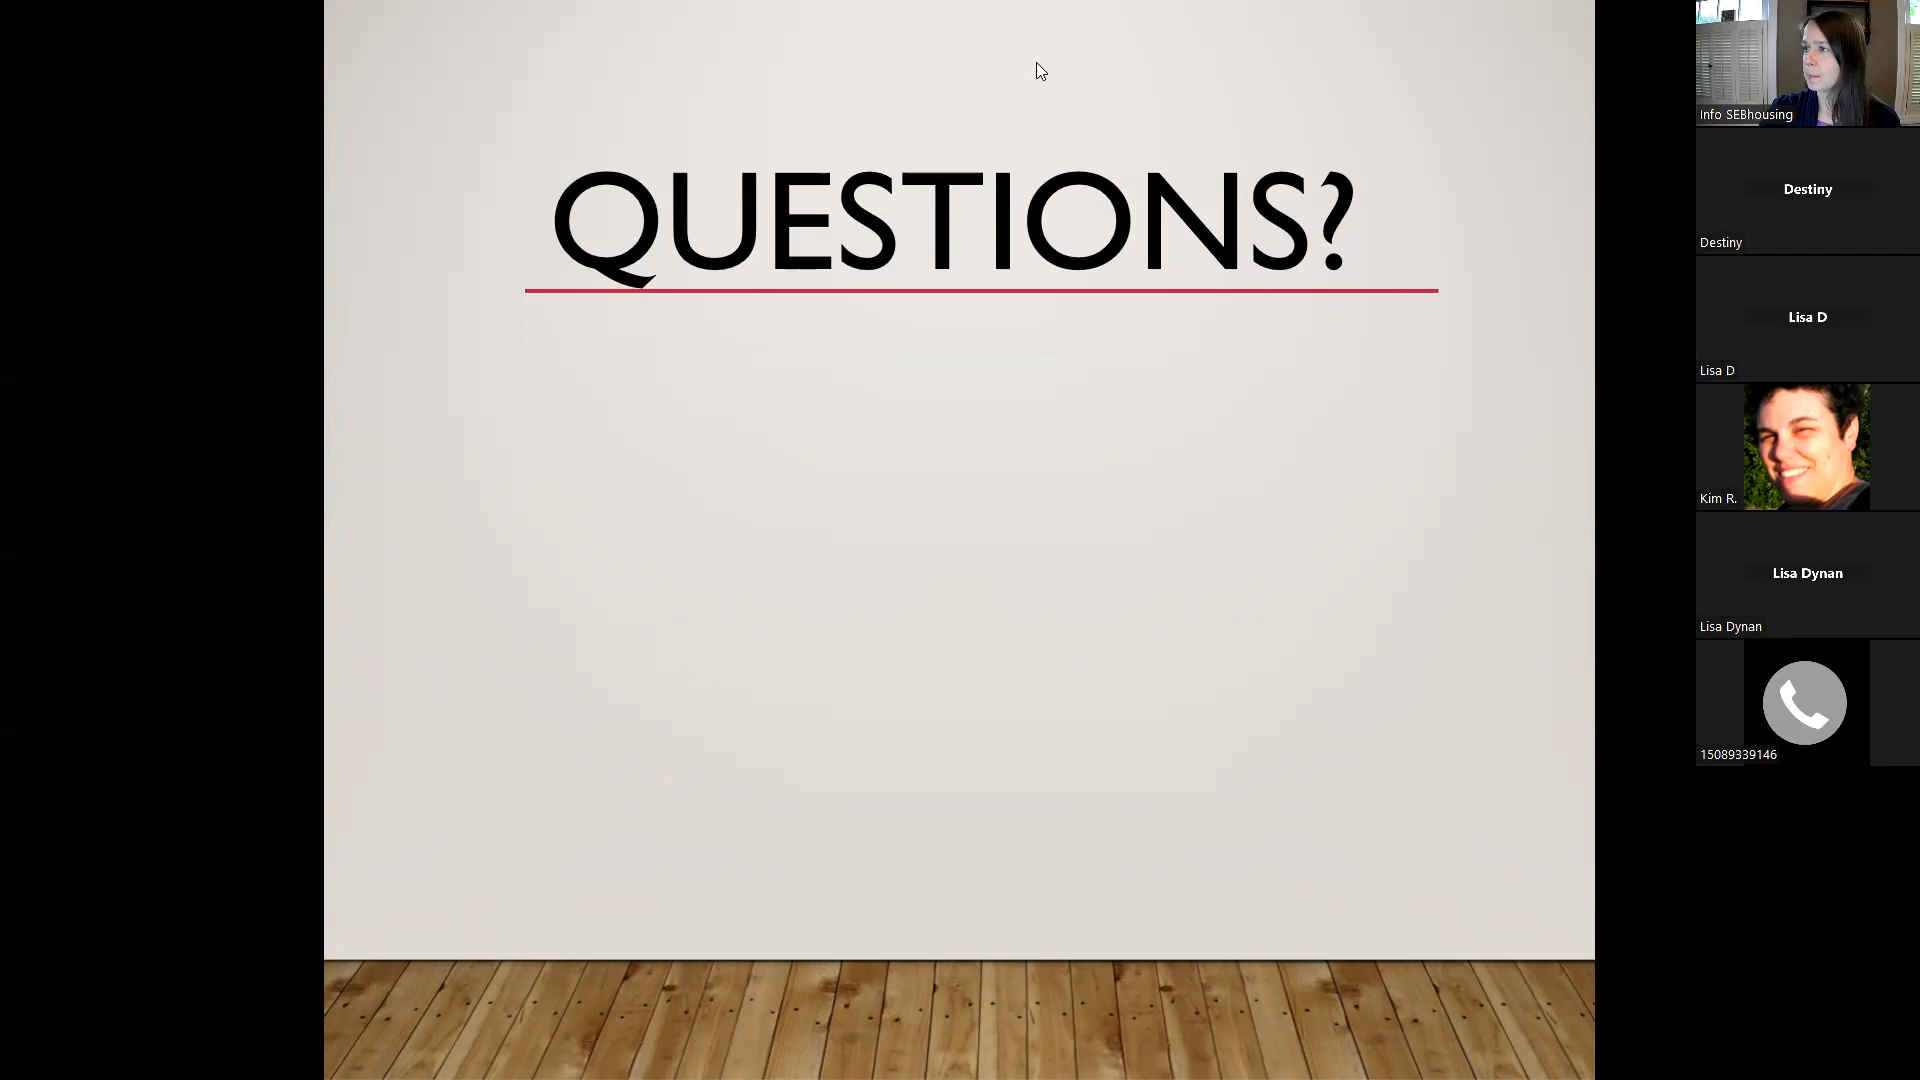 QUESTIONS?
Info SEBhousing
Destiny
Destiny
Lisa D
Lisa D
Kim R.
Lisa Dynan
Lisa Dynan
15089339146